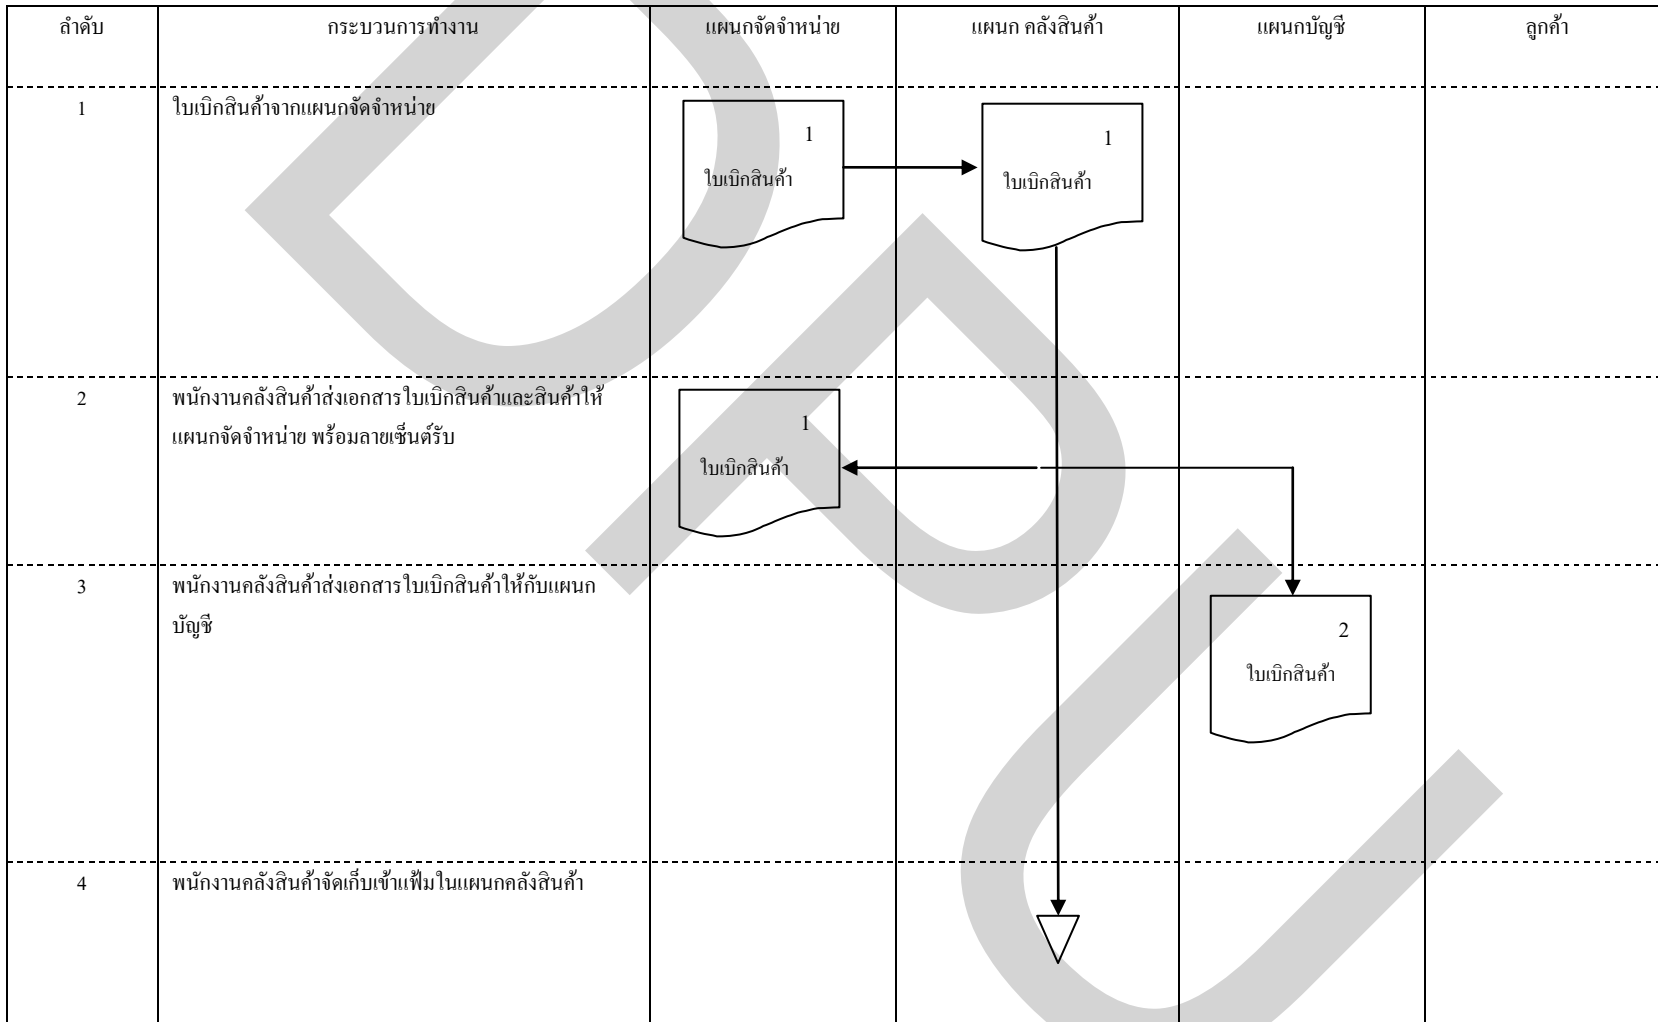 ลำดับ กระบวนการทำงาน แผนกจัดจำหน่าย แผนก คลังสินค้า แผนกบัญชี ลูกค้า
1 ใบเบิกสินค้าจากแผนกจัดจำหน่าย
1
ใบเบิกสินค้า
1
ใบเบิกสินค้า
2 พนักงานคลังสินค้าส่งเอกสารใบเบิกสินค้าและสินค้าให้
แผนกจัดจำหน่าย พร้อมลายเซ็นต์รับ
1
ใบเบิกสินค้า
3 พนักงานคลังสินค้าส่งเอกสารใบเบิกสินค้าให้กับแผนก
บัญชี
2
ใบเบิกสินค้า
4 พนักงานคลังสินค้าจัดเก็บเข้าแฟ้มในแผนกคลังสินค้า
DPU